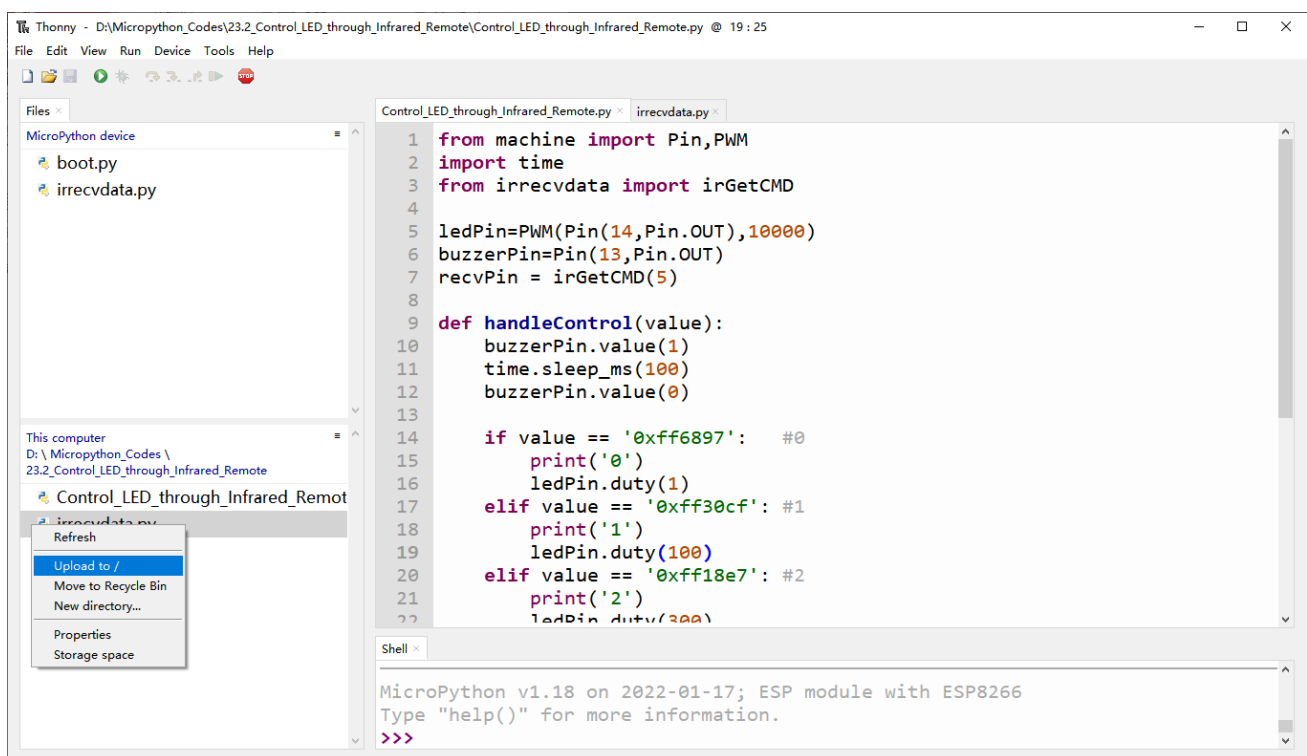 Thonny - D:\Micropython_Codes\23.2_Control_LED_through_Infrared_Remote\Control_LED_through_Infrared_Remote.py @ 19 : 25
File Edit View Run Device Tools Help
STOP
Files ×
MicroPython device
boot.py
irrecvdata.py
This computer
D: \ Micropython_Codes \
23.2_Control_LED_through_Infrared_Remote
Control_LED_through_Infrared_Remot
irrecvdata.py
Refresh
Upload to /
Move to Recycle Bin
New directory...
Properties
Storage space
Control_LED_through_Infrared_Remote.py × irrecvdata.py ×
1 from machine import Pin,PWM
2 import time
3 from irrecvdata import irGetCMD
4
5 ledPin=PWM(Pin(14,Pin.OUT),10000)
6 buzzerPin=Pin(13,Pin.OUT)
7 recvPin = irGetCMD(5)
8
9 def handleControl(value):
10 buzzerPin.value(1)
11 time.sleep_ms(100)
12 buzzerPin.value(0)
13
14 if value == '0xff6897': #0
15 print('0')
16 ledPin.duty(1)
17 elif value == '0xff30cf': #1
18 print('1')
19 ledPin.duty(100)
20 elif value == '0xff18e7': #2
21 print('2')
22 ledPin.duty(300)
Shell ×
MicroPython v1.18 on 2022-01-17; ESP module with ESP8266
Type "help()" for more information.
>>>